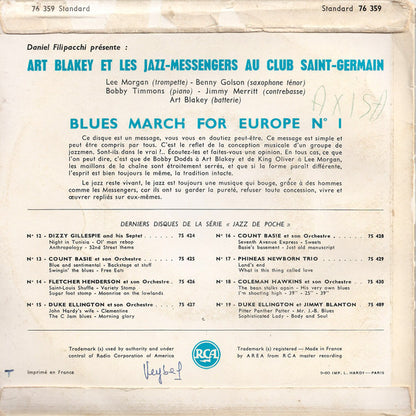 76 359 Standard
Standard 76 359
Daniel Filipacchi présente :
ART BLAKEY ET LES JAZZ-MESSENGERS AU CLUB SAINT-GERMAIN
Lee Morgan (trompette) - Benny Golson (saxophone ténor)
Bobby Timmons (piano) - Jimmy Merritt (contrebasse)
Art Blakey (batterie)
BLUES MARCH FOR EUROPE N° 1
Ce disque est un message, vous vous en doutiez peut-être. Ce message est simple et
peut être compris par tous. C'est le reflet de la conception musicale d'un groupe de
jazzmen. Sont-ils dans le vrai ?... Écoutez-les et faites-vous une opinion. En tous cas, ce que
l'on peut dire, c'est que de Bobby Dodds à Art Blakey et de King Oliver à Lee Morgan,
les maillons de la chaîne sont étroitement serrés, et que si la forme paraît différente,
l'esprit est bien toujours le même, la tradition intacte.
Le jazz reste vivant, le jazz est toujours une musique qui bouge, grâce à des hommes
comme les Messengers, car ils ont su garder la pureté, refuser toute concession, vivre et
œuvrer opposés aux robots des villes.
DERNIERS DISQUES DE LA SÉRIE « JAZZ DE POCHE »
N° 12 - DIZZY GILLESPIE and his Septet . . . . . . 75 424
Night in Tunisia - Ol' man rebop
Anthropology - 52nd Street theme
N° 13 - COUNT BASIE et son Orchestre . . . . . . 75 425
Blue and sentimental - Backstage at stuff
Swingin' the blues - Free Eats
N° 14 - FLETCHER HENDERSON et son Orchestre 75 426
Saint-Louis Shuffle - Variety Stomp
Sugar foot stomp - Moonrise on the lowlands
N° 15 - DUKE ELLINGTON et son Orchestre . . . . 75 427
John Hardy's wife - Clementine
The C Jam blues - Morning glory
N° 16 - COUNT BASIE et son Orchestre . . . . . . 75 428
Seventh Avenue Express - Sweets
Basie's basement - Just old manuscript
N° 17 - PHINEAS NEWBORN TRIO . . . . . . 75 429
Land's end
What is this thing called love
N° 18 - COLEMAN HAWKINS et son Orchestre . . 75 430
The bean stalks again - His very own blues
I'm shooting high - 39" - 25" - 39"
N° 19 - DUKE ELLINGTON et JIMMY BLANTON . 75 489
Pitter Panther Patter - Mr. J.-B. Blues
Sophisticated Lady - Body and Soul
Trademark (s) used by authority and under
control of Radio Corporation of America
RCA
Trademark (s) registered - Made in France
by AREA from RCA master recording
Imprimé en France
9-60 IMP. L. HARDY - PARIS